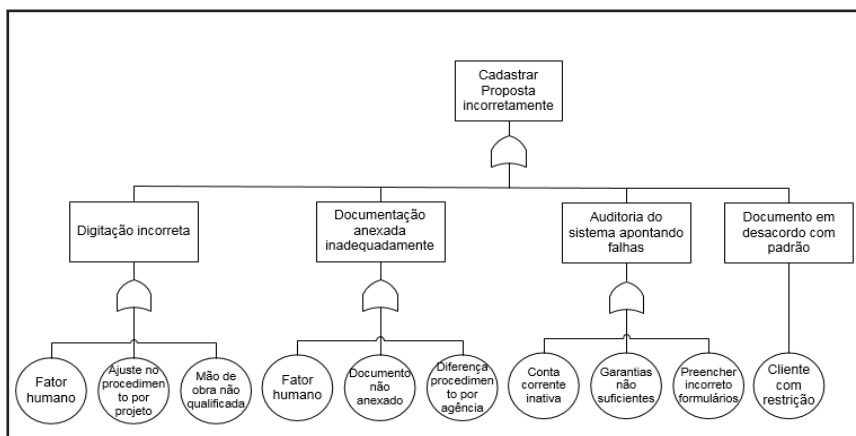 Cadastrar
Proposta
incorretamente
Digitação incorreta
Documentação
anexada
inadequadamente
Auditoria do
sistema apontando
falhas
Documento em
desacordo com
padrão
Fator
humano
Ajuste no
procedimen
to por
projeto
Mão de
obra não
qualificada
Fator
humano
Documento
não
anexado
Diferença
procedimen
to por
agência
Conta
corrente
inativa
Garantias
não
suficientes
Preencher
incorreto
formulários
Cliente
com
restrição